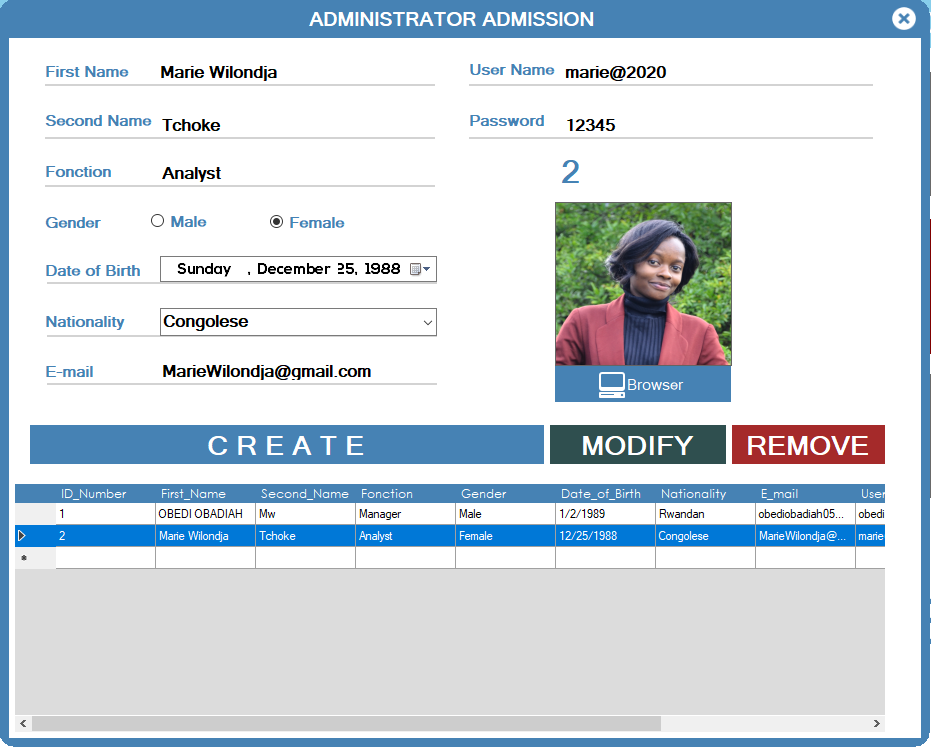 ADMINISTRATOR ADMISSION
First Name Marie Wilondja
User Name marie@2020
Second Name Tchoke
Password 12345
Fonction Analyst
2
Gender Male Female
Date of Birth Sunday , December 25, 1988
Nationality Congolese
E-mail MarieWilondja@gmail.com
Browser
CREATE MODIFY REMOVE
ID_Number First_Name Second_Name Fonction Gender Date_of_Birth Nationality E_mail User
1 OBEDI OBADIAH Mw Manager Male 1/2/1989 Rwandan obediobadiah05... obedi
2 Marie Wilondja Tchoke Analyst Female 12/25/1988 Congolese MarieWilondja@... marie
*